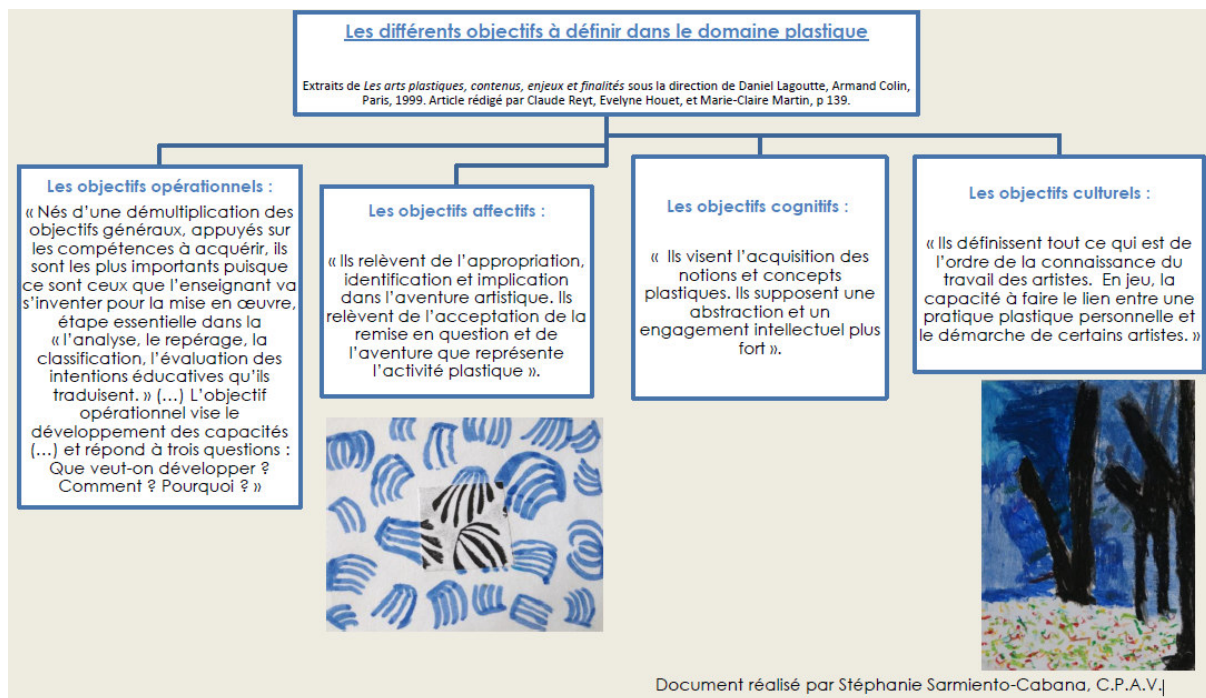 Les différents objectifs à définir dans le domaine plastique
Extraits de Les arts plastiques, contenus, enjeux et finalités sous la direction de Daniel Lagoutte, Armand Colin,
Paris, 1999. Article rédigé par Claude Reyt, Evelyne Houet, et Marie-Claire Martin, p 139.
Les objectifs opérationnels :
« Nés d’une démultiplication des
objectifs généraux, appuyés sur
les compétences à acquérir, ils
sont les plus importants puisque
ce sont ceux que l’enseignant va
s’inventer pour la mise en œuvre,
étape essentielle dans la
« l’analyse, le repérage, la
classification, l’évaluation des
intentions éducatives qu’ils
traduisent. » (…) L’objectif
opérationnel vise le
développement des capacités
(…) et répond à trois questions :
Que veut-on développer ?
Comment ? Pourquoi ? »
Les objectifs affectifs :
« Ils relèvent de l’appropriation,
identification et implication
dans l’aventure artistique. Ils
relèvent de l’acceptation de la
remise en question et de
l’aventure que représente
l’activité plastique ».
Les objectifs cognitifs :
« Ils visent l’acquisition des
notions et concepts
plastiques. Ils supposent une
abstraction et un
engagement intellectuel plus
fort ».
Les objectifs culturels :
« Ils définissent tout ce qui est de
l’ordre de la connaissance du
travail des artistes. En jeu, la
capacité à faire le lien entre une
pratique plastique personnelle et
le démarche de certains artistes. »
Document réalisé par Stéphanie Sarmiento-Cabana, C.P.A.V.